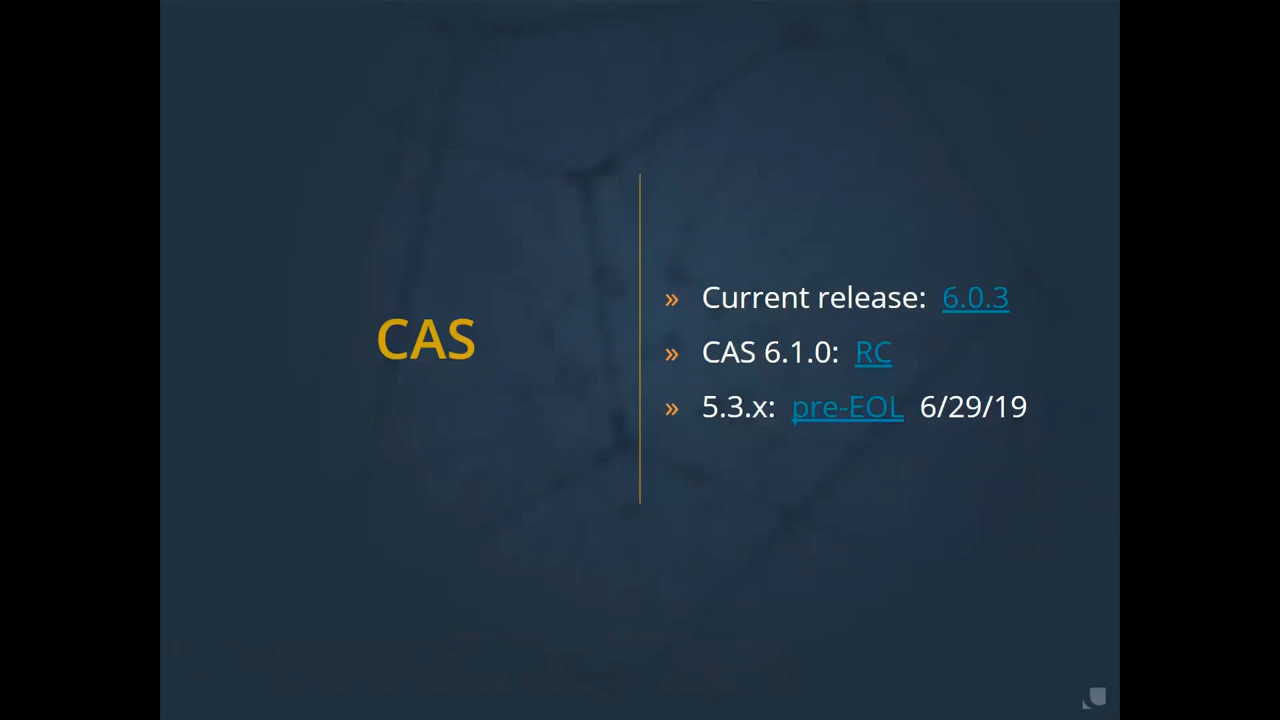 CAS
» Current release: 6.0.3
» CAS 6.1.0: RC
» 5.3.x: pre-EOL 6/29/19